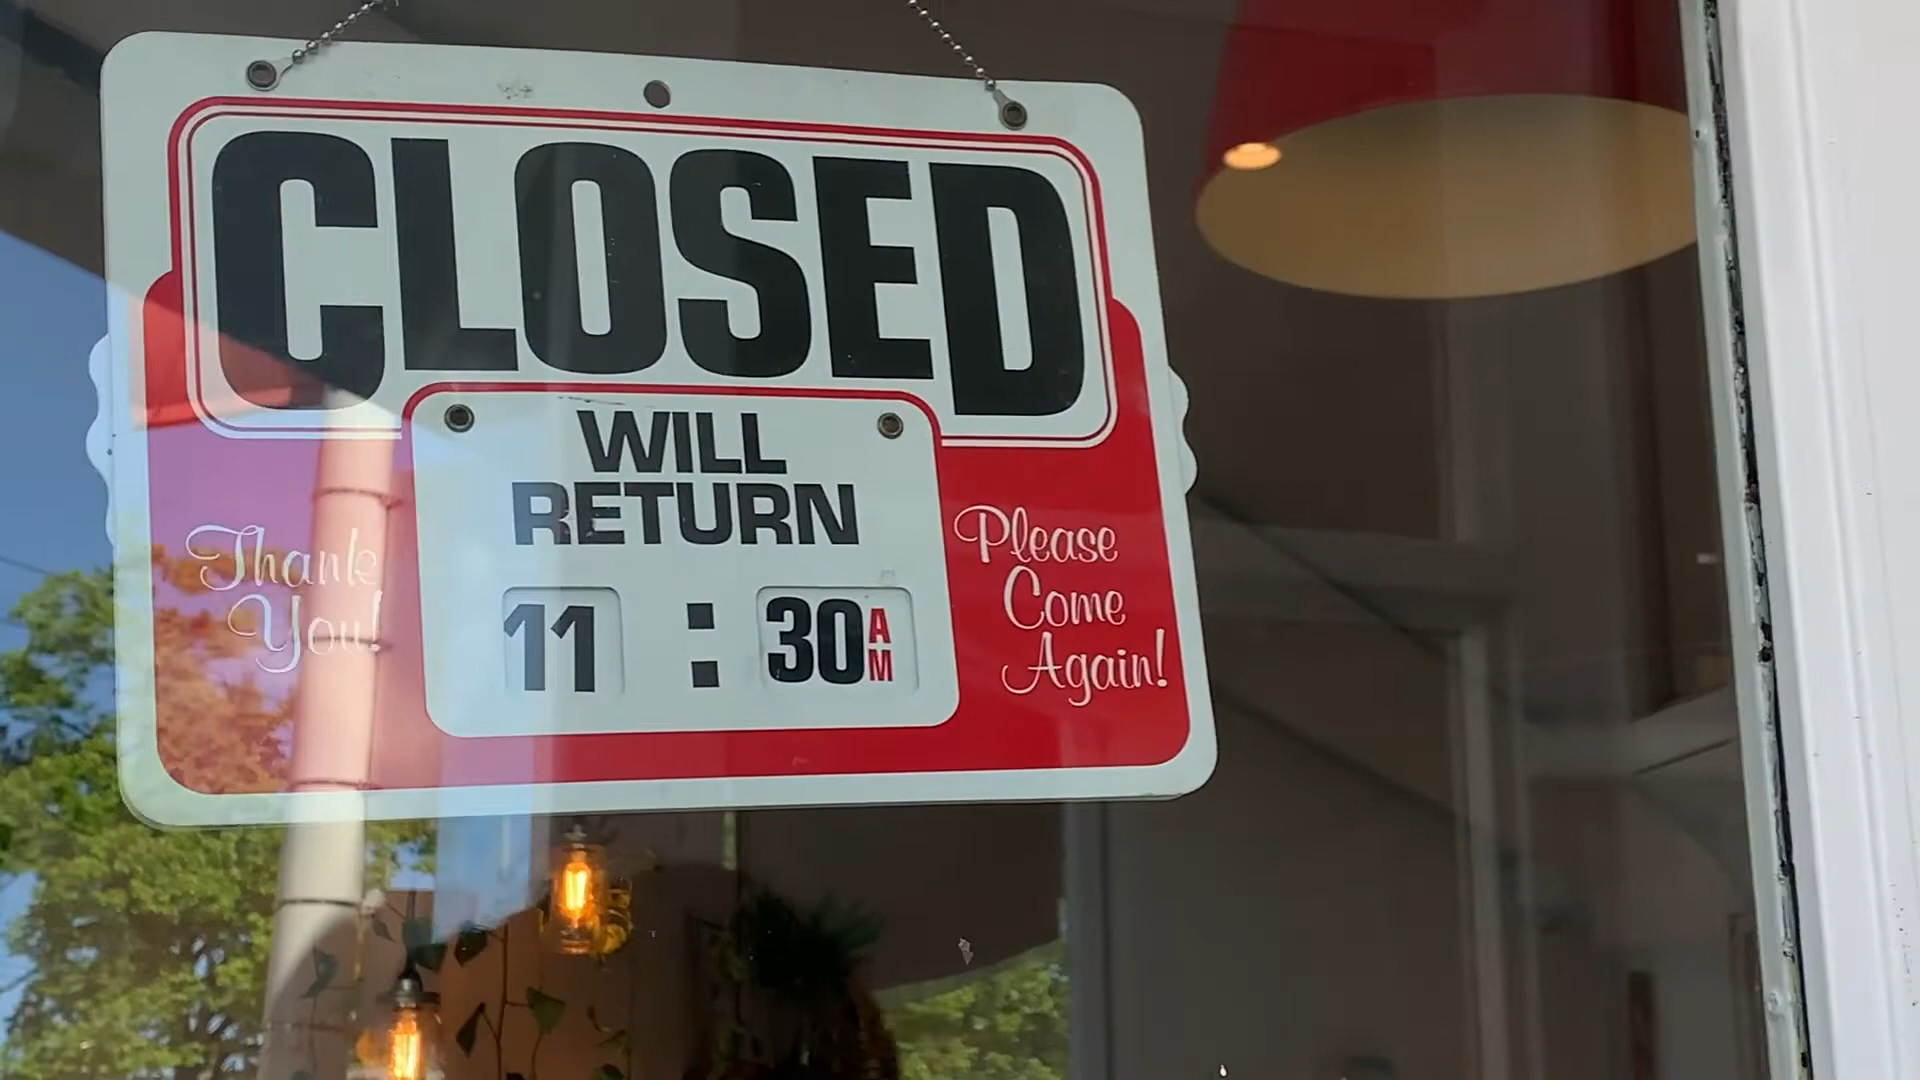 CLOSED
WILL
RETURN
11 : 30 AM
Thank
You!
Please
Come
Again!